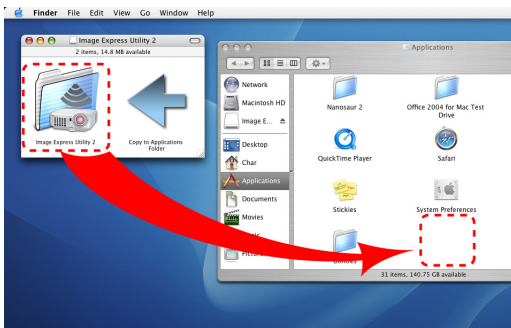 Finder File Edit View Go Window Help
Image Express Utility 2
2 items, 14.8 MB available
Image Express Utility 2
Copy to Applications
Folder
Applications
Network
Macintosh HD
Image E...
Desktop
Char
Applications
Documents
Movies
Nanosaur 2
Office 2004 for Mac Test
Drive
QuickTime Player
Safari
Stickies
System Preferences
31 items, 140.75 GB available